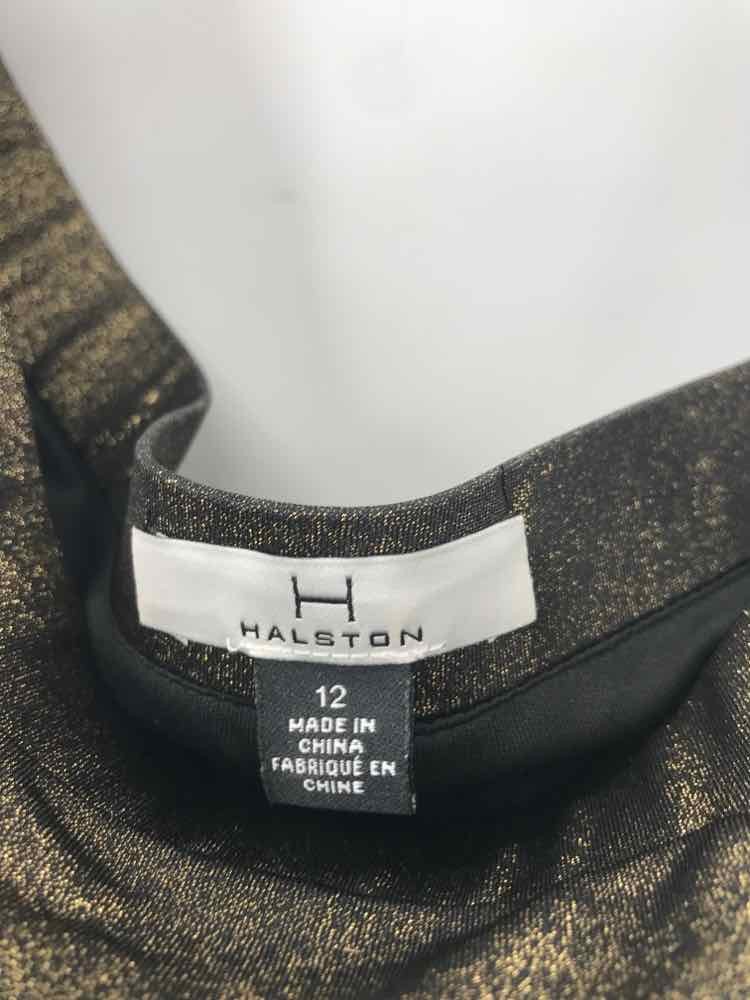 H
HALSTON
12
MADE IN
CHINA
FABRIQUÉ EN
CHINE